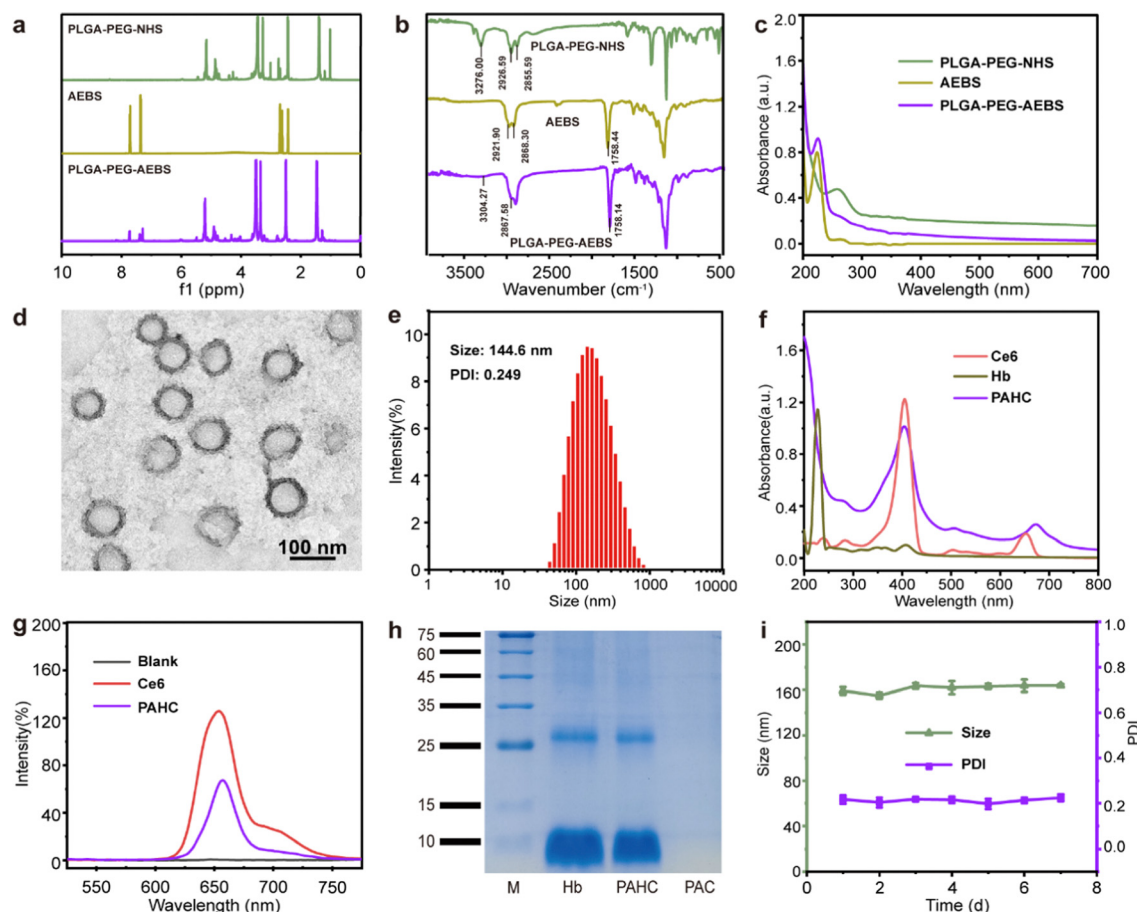 a
PLGA-PEG-NHS
AEBS
PLGA-PEG-AEBS
10 8 6 4 2 0
f1 (ppm)
b
PLGA-PEG-NHS
3276.00
2926.59
2855.59
AEBS
2921.90
2868.30
1758.44
3304.27
2867.58
1758.14
PLGA-PEG-AEBS
3500 2500 1500 500
Wavenumber (cm⁻¹)
c
Absorbance (a.u.)
2.0
1.6
1.2
0.8
0.4
0.0
PLGA-PEG-NHS
AEBS
PLGA-PEG-AEBS
200 300 400 500 600 700
Wavelength (nm)
d
100 nm
e
Intensity(%)
10
8
6
4
2
0
Size: 144.6 nm
PDI: 0.249
1 10 100 1000 10000
Size (nm)
f
Absorbance(a.u.)
1.6
1.2
0.8
0.4
0.0
Ce6
Hb
PAHC
200 300 400 500 600 700 800
Wavelength (nm)
g
Intensity(%)
200
160
120
80
40
0
Blank
Ce6
PAHC
550 600 650 700 750
Wavelength (nm)
h
75
60
45
35
25
15
10
M Hb PAHC PAC
i
Size (nm)
220
200
160
120
80
40
0
Size
PDI
1.0
0.8
0.6
0.4
0.2
0.0
PDI
0 2 4 6 8
Time (d)